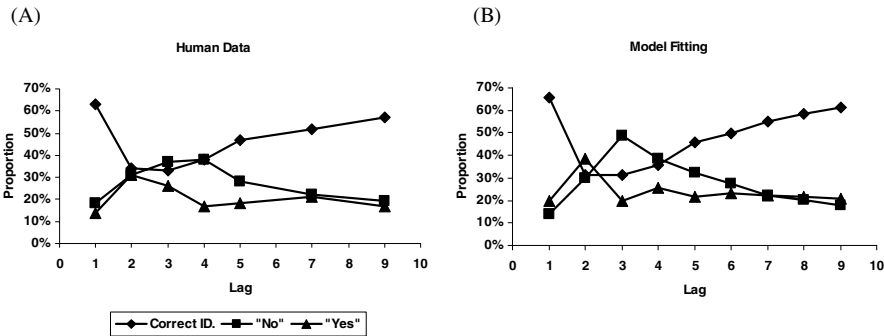 (A)
Human Data
70%
60%
50%
40%
30%
20%
10%
0%
Proportion
0 1 2 3 4 5 6 7 8 9 10
Lag
Correct ID. "No" "Yes"
(B)
Model Fitting
70%
60%
50%
40%
30%
20%
10%
0%
Proportion
0 1 2 3 4 5 6 7 8 9 10
Lag